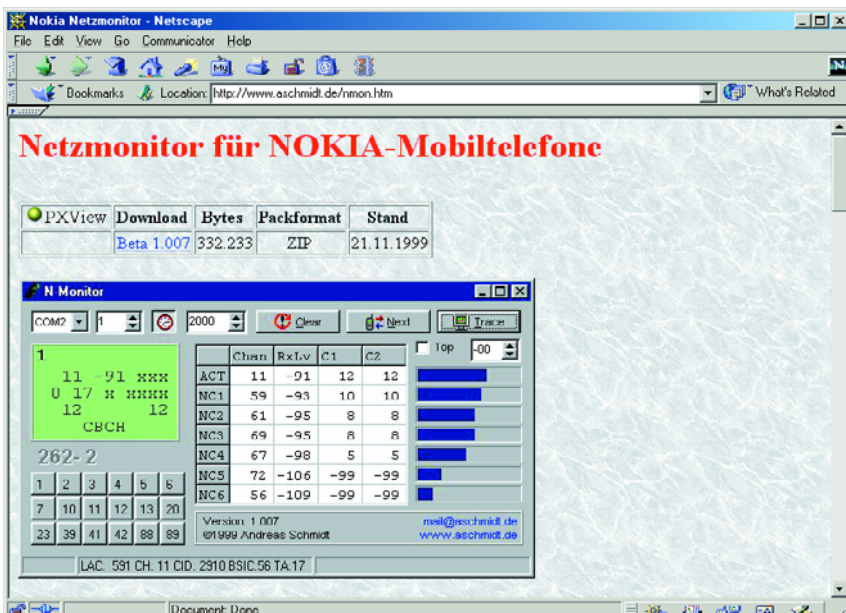 Nokia Netzmonitor - Netscape
File Edit View Go Communicator Help
My N
Bookmarks Location: http://www.aschmidt.de/nmon.htm What's Related
Netzmonitor für NOKIA-Mobiltelefone
PXView Download Bytes Packformat Stand
Beta 1.007 332.233 ZIP 21.11.1999
N Monitor
COM2 1 2000 Clear Next Trace
1
11 -91 xxx
0 17 x xxxx
12 12
CBCH
262- 2
1 2 3 4 5 6
7 10 11 12 13 20
23 39 41 42 88 89
Chan RxLv C1 C2
ACT 11 -91 12 12
NC1 59 -93 10 10
NC2 61 -95 8 8
NC3 69 -95 8 8
NC4 67 -98 5 5
NC5 72 -106 -99 -99
NC6 56 -109 -99 -99
Top -00
Version: 1.007 mail@aschmidt.de
©1999 Andreas Schmidt www.aschmidt.de
LAC. 591 CH. 11 CID. 2910 BSIC.56 TA.17
Document: Done